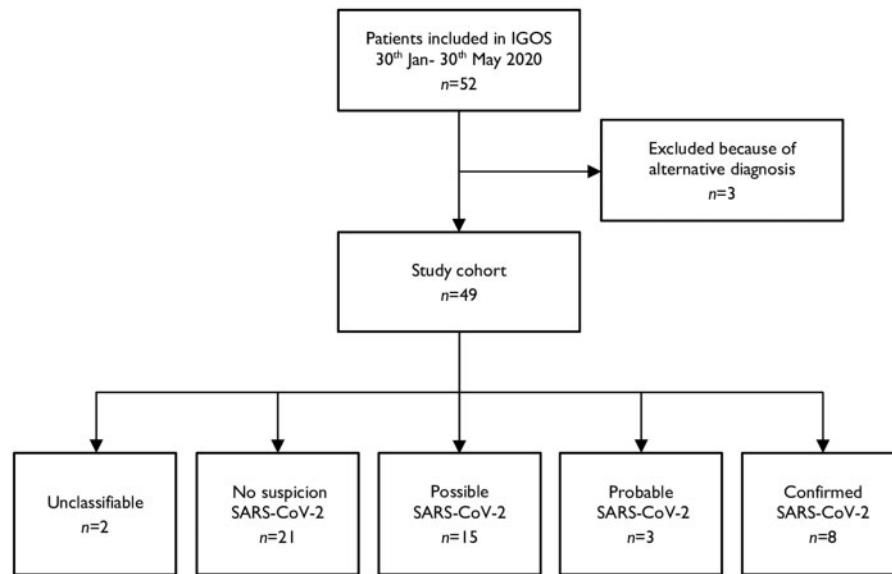 Patients included in IGOS
30th Jan- 30th May 2020
n=52
Excluded because of
alternative diagnosis
n=3
Study cohort
n=49
Unclassifiable
n=2
No suspicion
SARS-CoV-2
n=21
Possible
SARS-CoV-2
n=15
Probable
SARS-CoV-2
n=3
Confirmed
SARS-CoV-2
n=8